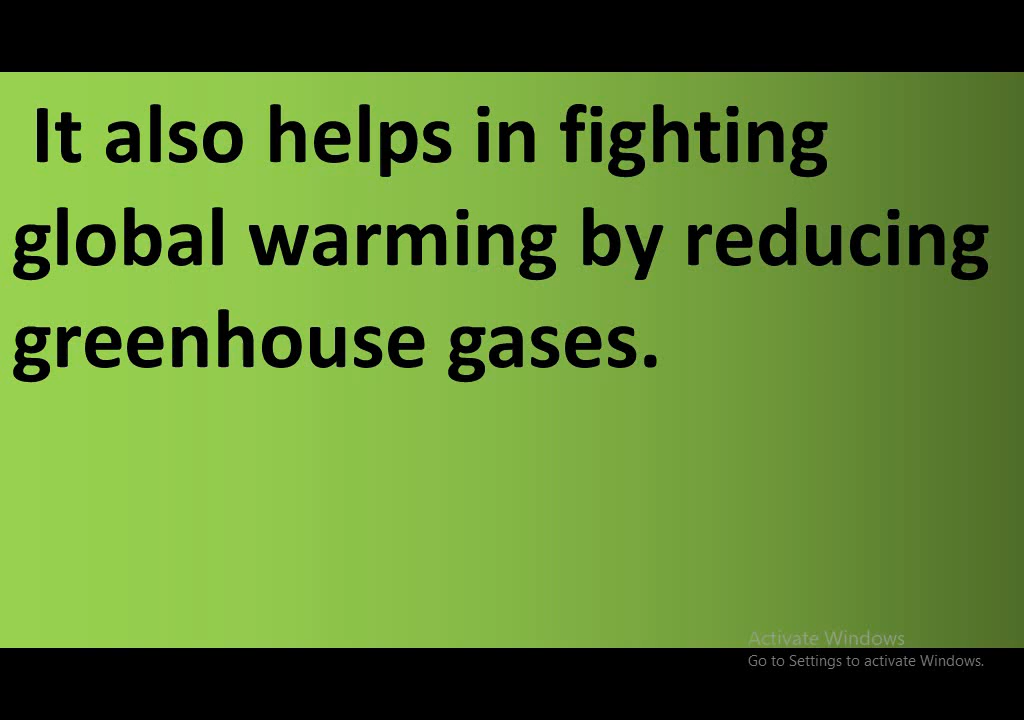 It also helps in fighting
global warming by reducing
greenhouse gases.
Activate Windows
Go to Settings to activate Windows.